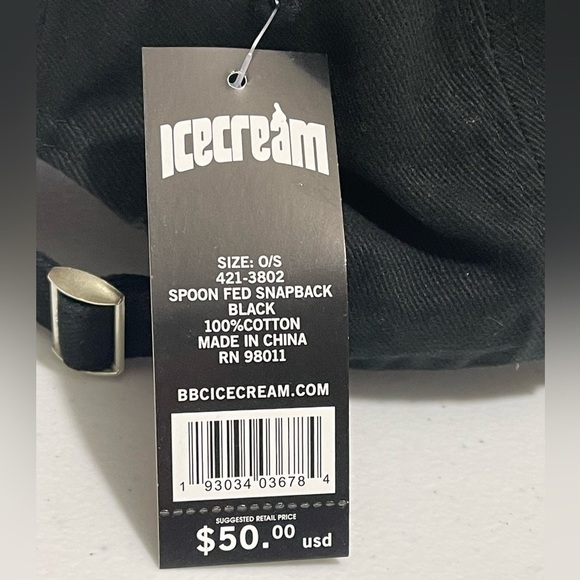 ICECREAM
SIZE: O/S
421-3802
SPOON FED SNAPBACK
BLACK
100%COTTON
MADE IN CHINA
RN 98011
BBCICECREAM.COM
1 93034 03678 4
SUGGESTED RETAIL PRICE
$50.00 usd